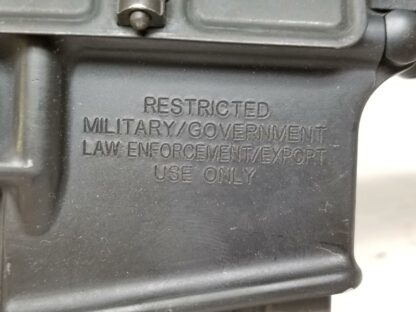 RESTRICTED
MILITARY/GOVERNMENT
LAW ENFORCEMENT/EXPORT
USE ONLY